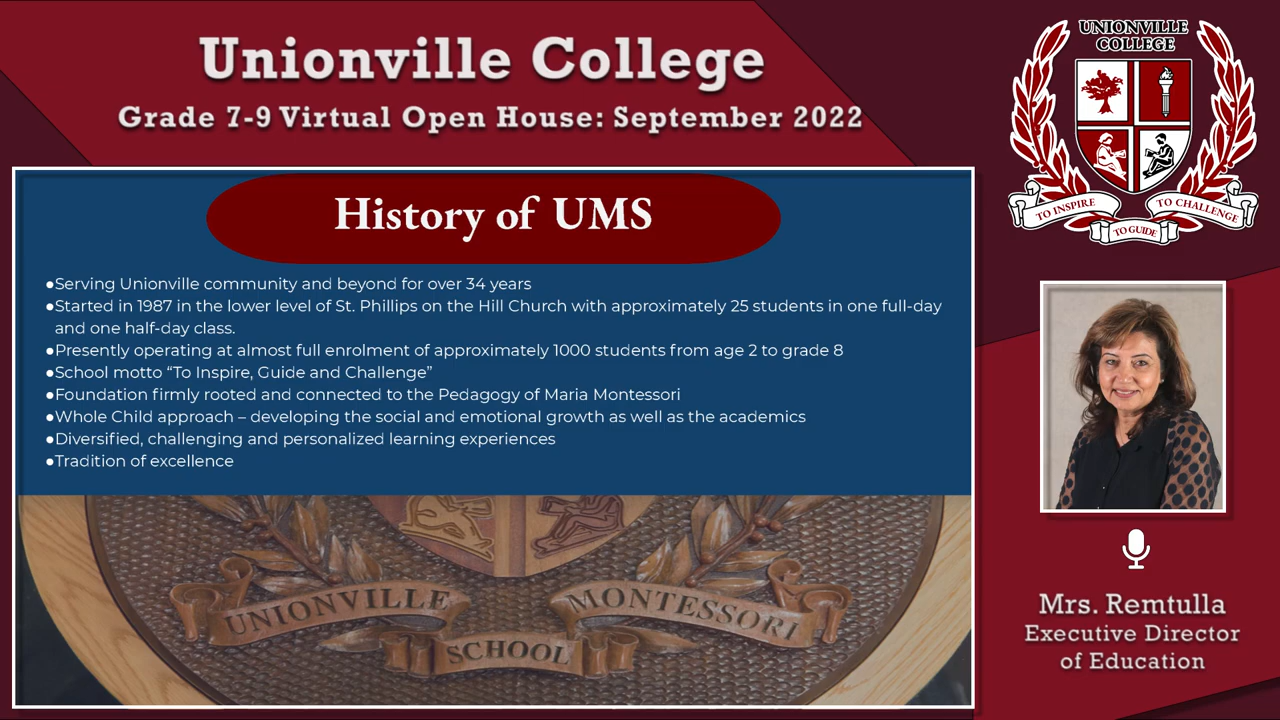 Unionville College
Grade 7-9 Virtual Open House: September 2022
UNIONVILLE
COLLEGE
TO INSPIRE
TO GUIDE
TO CHALLENGE
History of UMS
●Serving Unionville community and beyond for over 34 years
●Started in 1987 in the lower level of St. Phillips on the Hill Church with approximately 25 students in one full-day
and one half-day class.
●Presently operating at almost full enrolment of approximately 1000 students from age 2 to grade 8
●School motto “To Inspire, Guide and Challenge”
●Foundation firmly rooted and connected to the Pedagogy of Maria Montessori
●Whole Child approach – developing the social and emotional growth as well as the academics
●Diversified, challenging and personalized learning experiences
●Tradition of excellence
UNIONVILLE
MONTESSORI
SCHOOL
Mrs. Remtulla
Executive Director
of Education